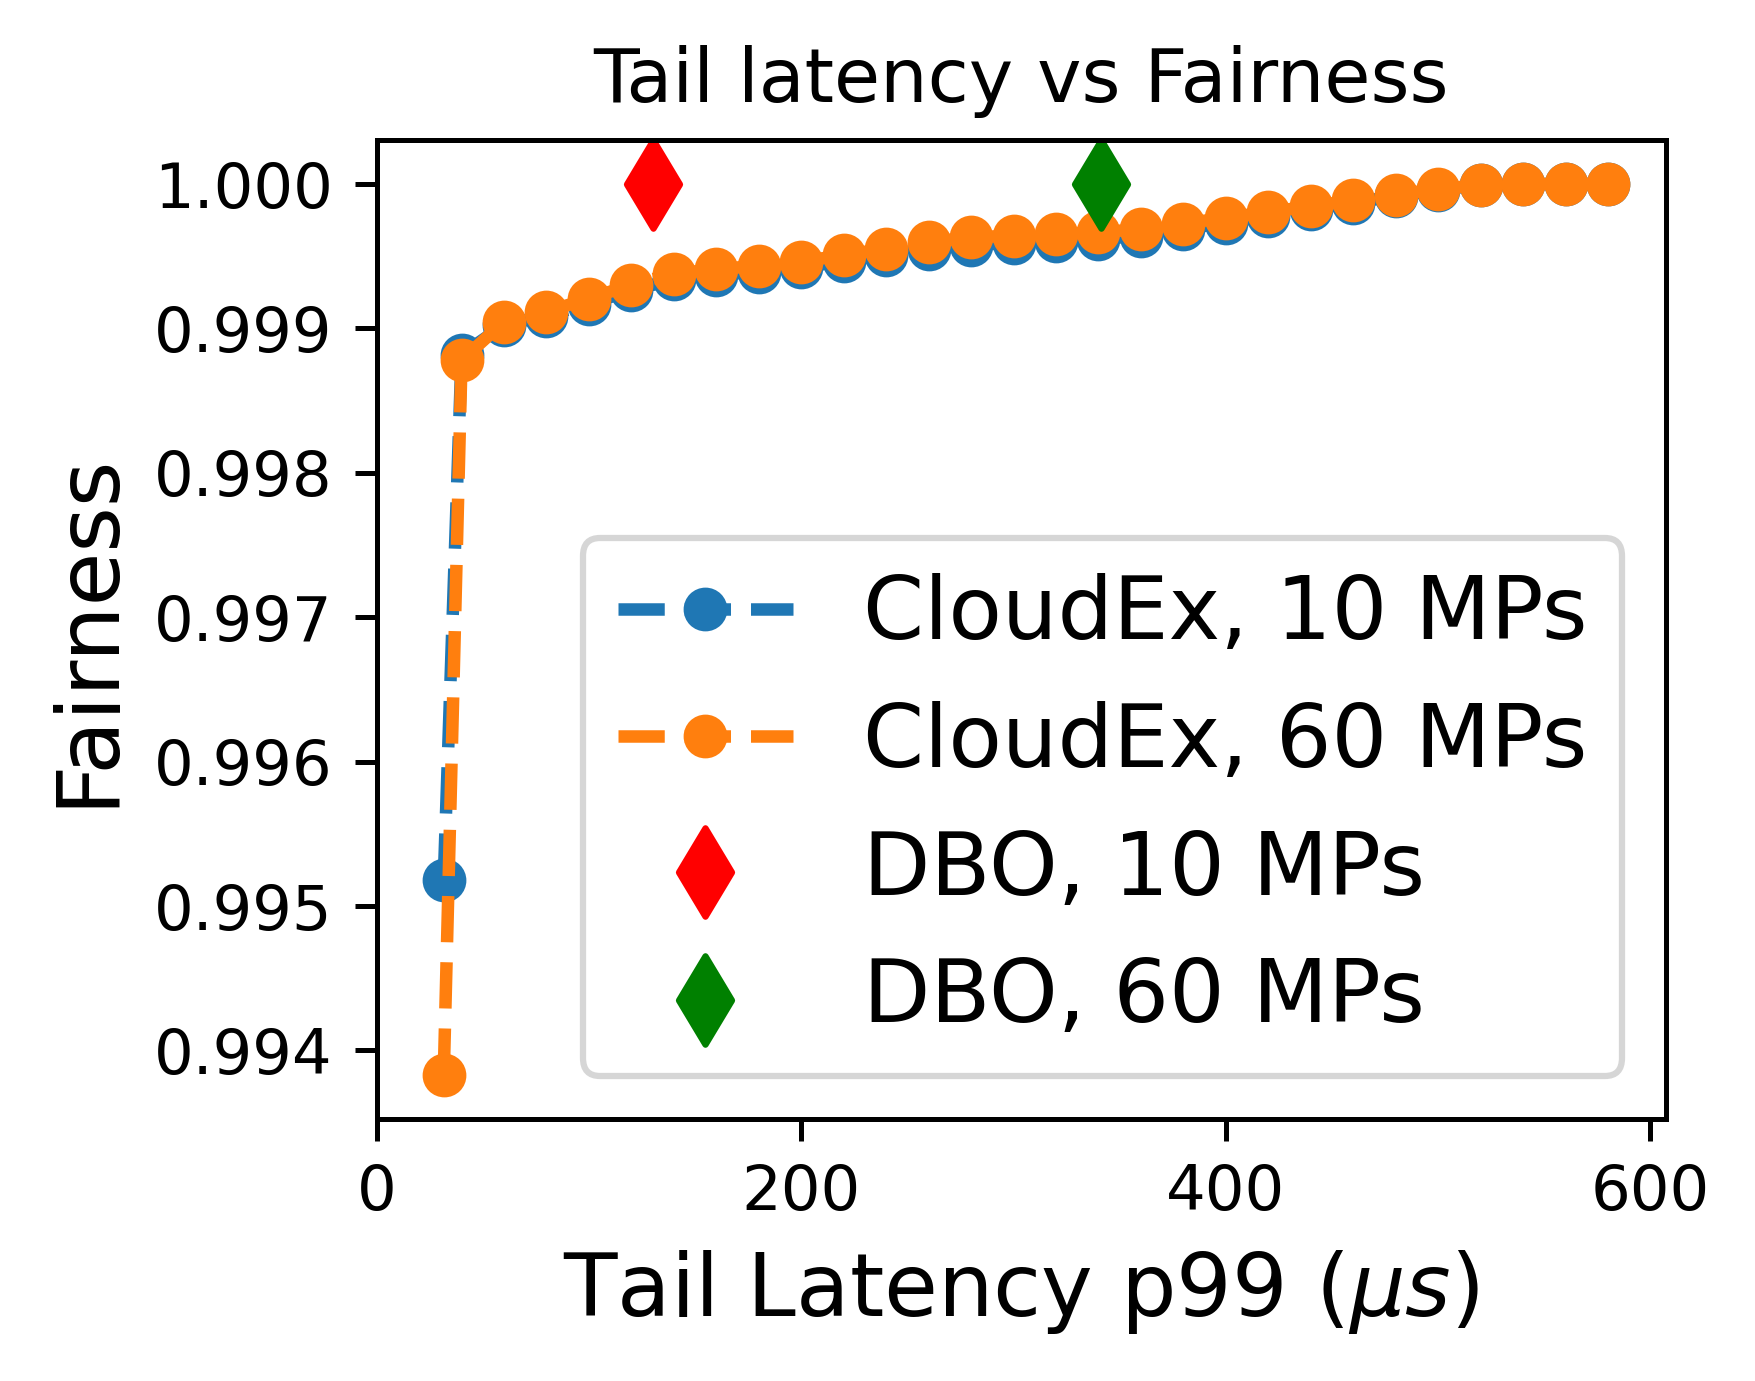 Tail latency vs Fairness
1.000
0.999
0.998
0.997
0.996
0.995
0.994
Fairness
CloudEx, 10 MPs
CloudEx, 60 MPs
DBO, 10 MPs
DBO, 60 MPs
0 200 400 600
Tail Latency p99 (μs)